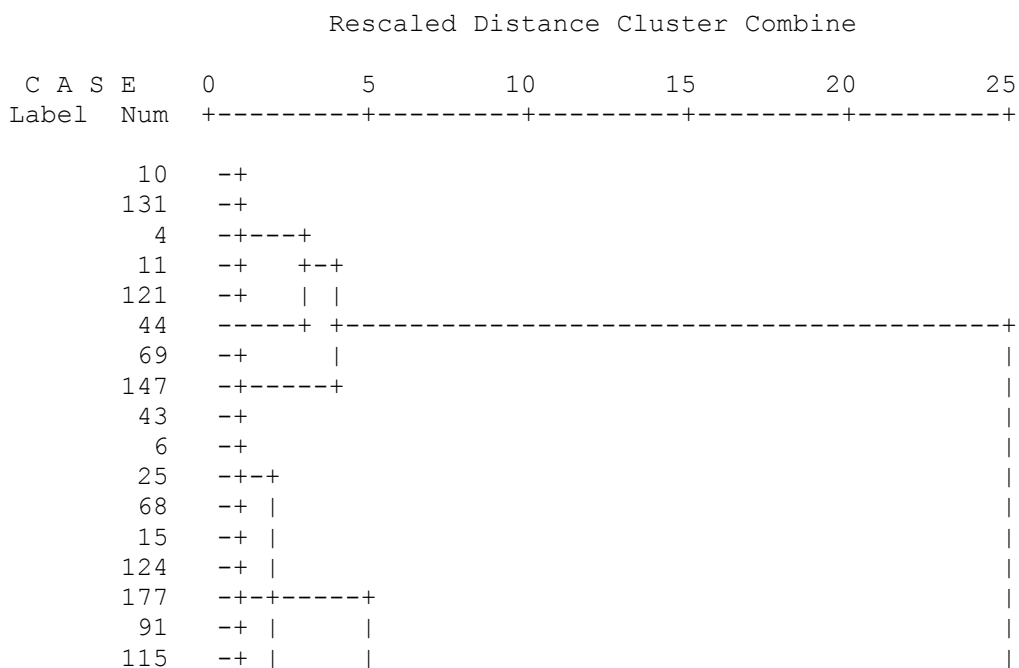 Rescaled Distance Cluster Combine

 C A S E    0         5        10        15        20        25
Label  Num  +---------+---------+---------+---------+---------+

        10   -+
       131   -+
         4   -+---+
        11   -+   +-+
       121   -+   | |
        44   -----+ +-----------------------------------------+
        69   -+     |                                         |
       147   -+-----+                                         |
        43   -+                                               |
         6   -+                                               |
        25   -+-+                                             |
        68   -+ |                                             |
        15   -+ |                                             |
       124   -+ |                                             |
       177   -+-+-----+                                       |
        91   -+ |     |                                       |
       115   -+ |     |                                       |